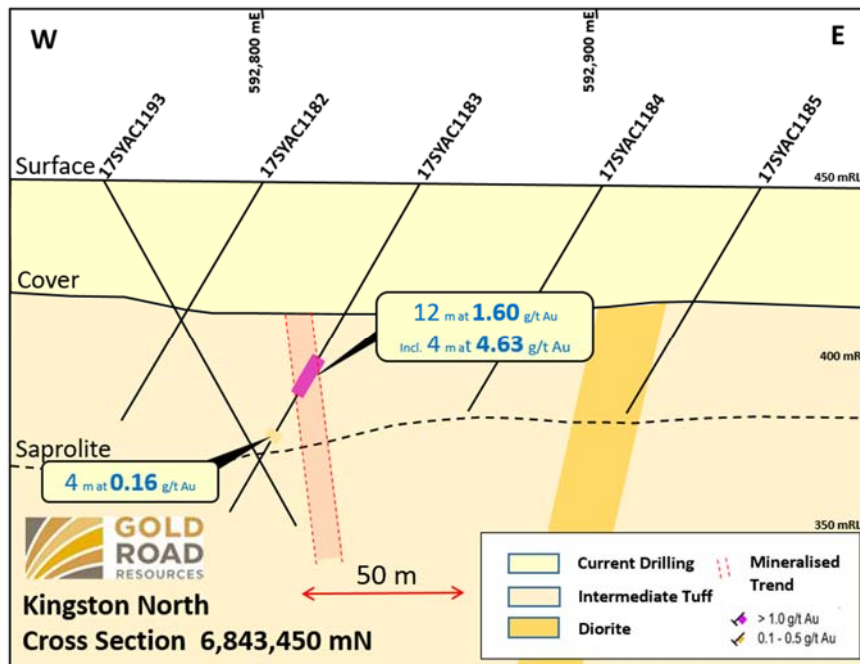 W
592,800 mE
592,900 mE
E
17SYAC1193
17SYAC1182
17SYAC1183
17SYAC1184
17SYAC1185
Surface
450 mRL
Cover
12 m at 1.60 g/t Au
Incl. 4 m at 4.63 g/t Au
400 mRL
Saprolite
4 m at 0.16 g/t Au
350 mRL
GOLD
ROAD
RESOURCES
50 m
Kingston North
Cross Section 6,843,450 mN
Current Drilling
Intermediate Tuff
Diorite
Mineralised
Trend
> 1.0 g/t Au
0.1 - 0.5 g/t Au